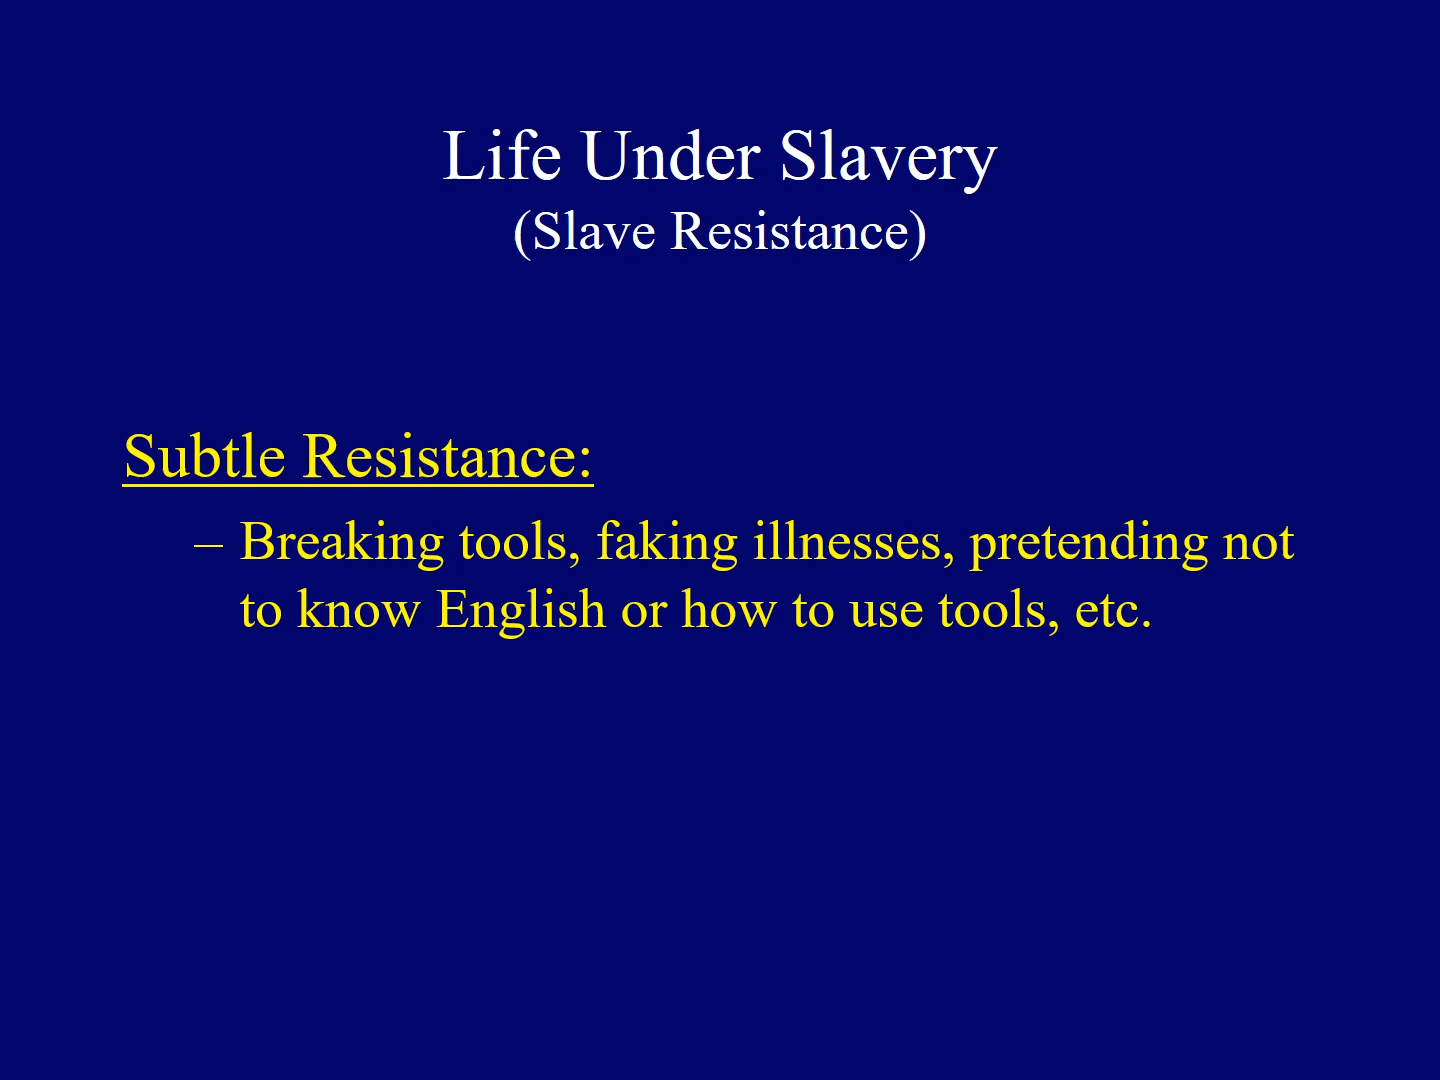 Life Under Slavery
(Slave Resistance)
Subtle Resistance:
– Breaking tools, faking illnesses, pretending not
to know English or how to use tools, etc.